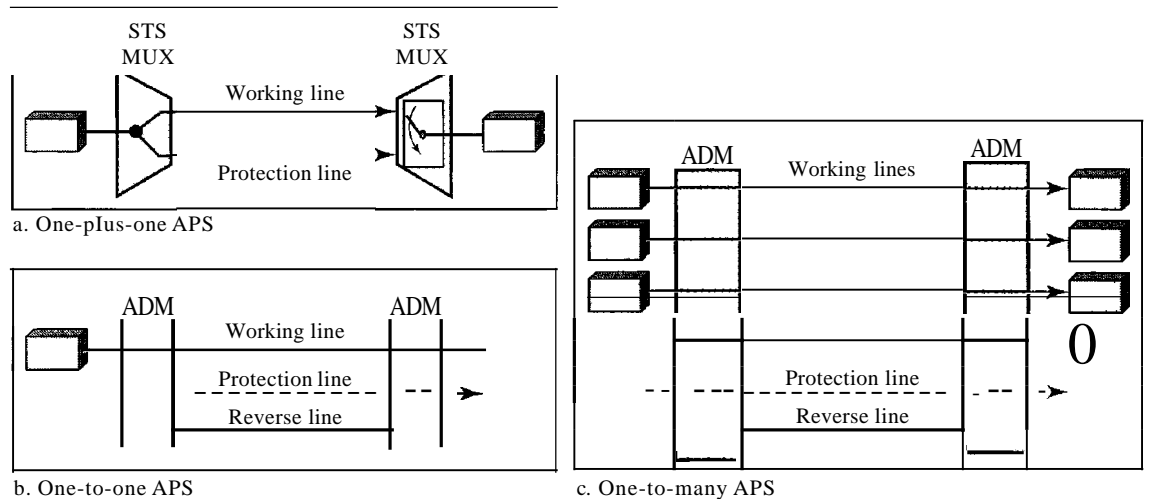 STS
MUX
STS
MUX
Working line
Protection line
a. One-pIus-one APS
ADM
ADM
Working line
Protection line
Reverse line
b. One-to-one APS
ADM
ADM
Working lines
0
Protection line
Reverse line
c. One-to-many APS